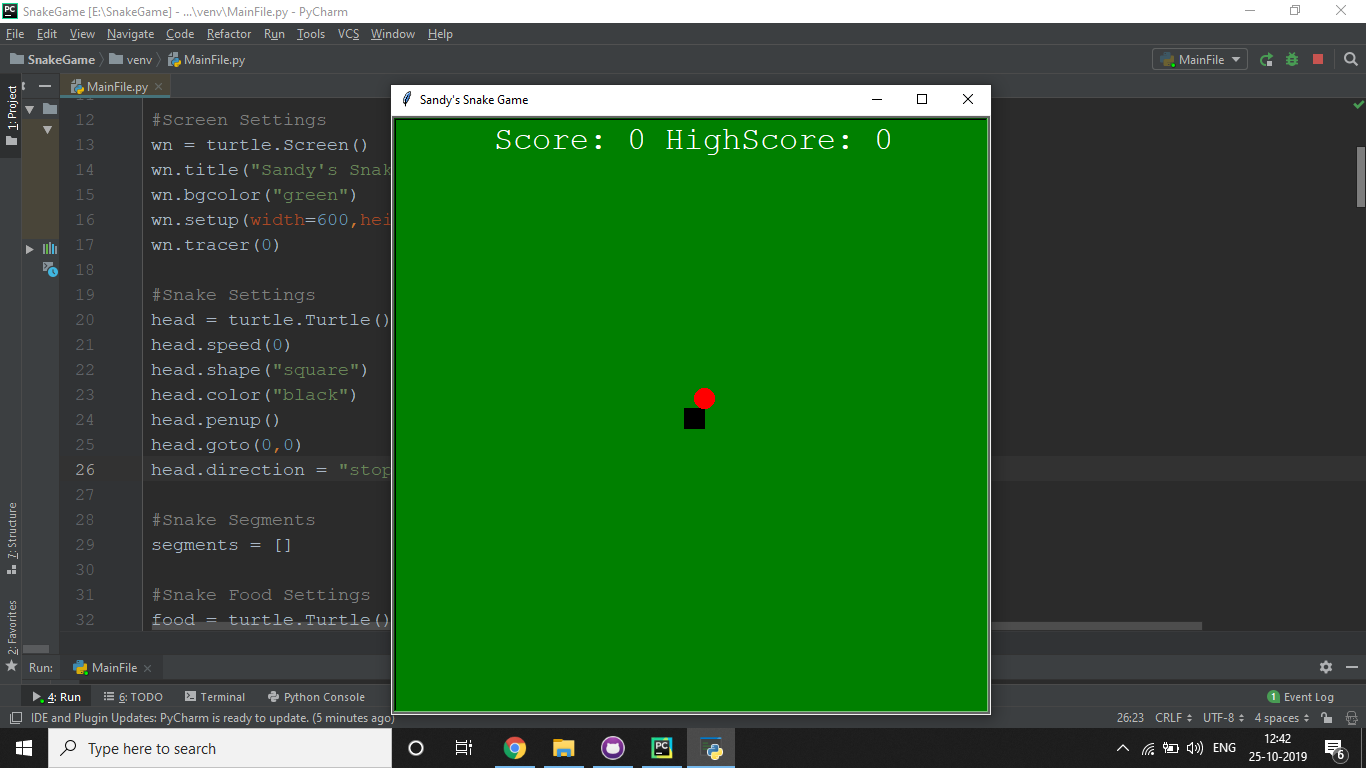 SnakeGame [E:\SnakeGame] - ...\venv\MainFile.py - PyCharm
File Edit View Navigate Code Refactor Run Tools VCS Window Help
SnakeGame venv MainFile.py
MainFile
1: Project
MainFile.py
12 #Screen Settings
13 wn = turtle.Screen()
14 wn.title("Sandy's Snak
15 wn.bgcolor("green")
16 wn.setup(width=600,hei
17 wn.tracer(0)
18
19 #Snake Settings
20 head = turtle.Turtle()
21 head.speed(0)
22 head.shape("square")
23 head.color("black")
24 head.penup()
25 head.goto(0,0)
26 head.direction = "stop
27
28 #Snake Segments
29 segments = []
30
31 #Snake Food Settings
32 food = turtle.Turtle()
Sandy's Snake Game
Score: 0 HighScore: 0
7: Structure
2: Favorites
Run: MainFile
4: Run 6: TODO Terminal Python Console
1 Event Log
IDE and Plugin Updates: PyCharm is ready to update. (5 minutes ago)
26:23 CRLF UTF-8 4 spaces
Type here to search
PC
ENG
12:42
25-10-2019
6